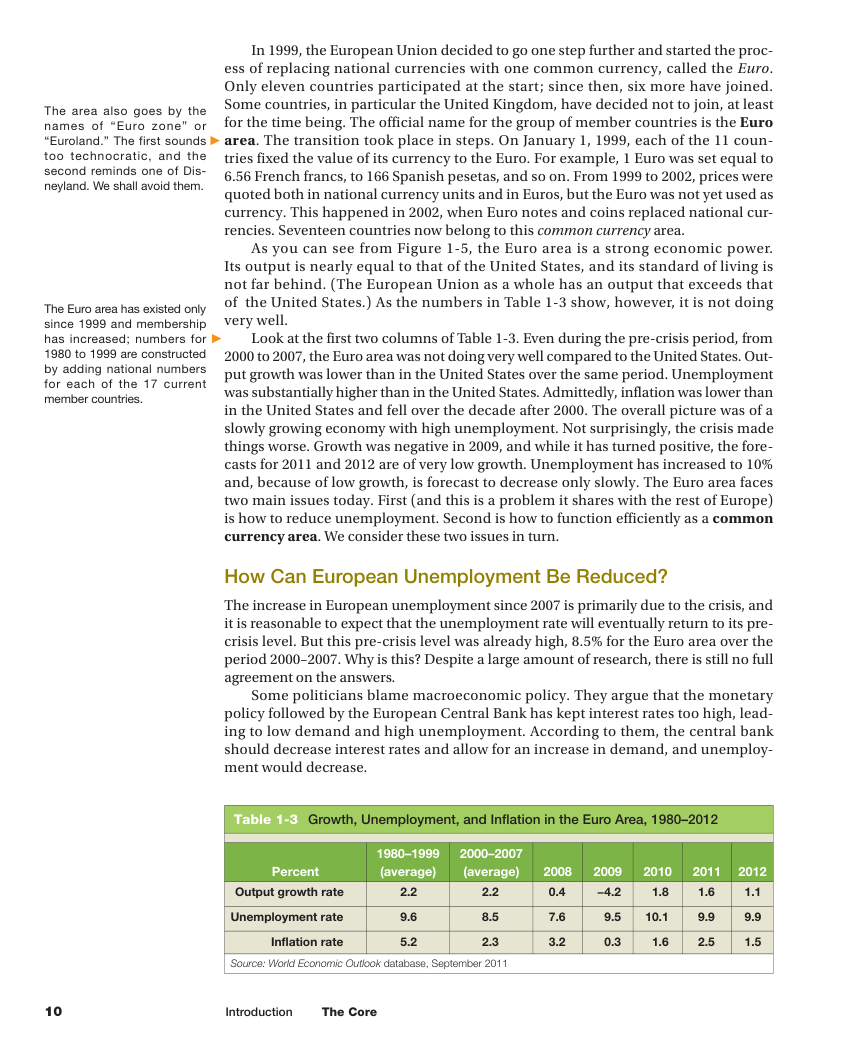 In 1999, the European Union decided to go one step further and started the proc-
ess of replacing national currencies with one common currency, called the Euro.
Only eleven countries participated at the start; since then, six more have joined.
Some countries, in particular the United Kingdom, have decided not to join, at least
for the time being. The official name for the group of member countries is the Euro
area. The transition took place in steps. On January 1, 1999, each of the 11 coun-
tries fixed the value of its currency to the Euro. For example, 1 Euro was set equal to
6.56 French francs, to 166 Spanish pesetas, and so on. From 1999 to 2002, prices were
quoted both in national currency units and in Euros, but the Euro was not yet used as
currency. This happened in 2002, when Euro notes and coins replaced national cur-
rencies. Seventeen countries now belong to this common currency area.
The area also goes by the
names of “Euro zone” or
“Euroland.” The first sounds
too technocratic, and the
second reminds one of Dis-
neyland. We shall avoid them.
As you can see from Figure 1-5, the Euro area is a strong economic power.
Its output is nearly equal to that of the United States, and its standard of living is
not far behind. (The European Union as a whole has an output that exceeds that
of the United States.) As the numbers in Table 1-3 show, however, it is not doing
very well.
The Euro area has existed only
since 1999 and membership
has increased; numbers for
1980 to 1999 are constructed
by adding national numbers
for each of the 17 current
member countries.
Look at the first two columns of Table 1-3. Even during the pre-crisis period, from
2000 to 2007, the Euro area was not doing very well compared to the United States. Out-
put growth was lower than in the United States over the same period. Unemployment
was substantially higher than in the United States. Admittedly, inflation was lower than
in the United States and fell over the decade after 2000. The overall picture was of a
slowly growing economy with high unemployment. Not surprisingly, the crisis made
things worse. Growth was negative in 2009, and while it has turned positive, the fore-
casts for 2011 and 2012 are of very low growth. Unemployment has increased to 10%
and, because of low growth, is forecast to decrease only slowly. The Euro area faces
two main issues today. First (and this is a problem it shares with the rest of Europe)
is how to reduce unemployment. Second is how to function efficiently as a common
currency area. We consider these two issues in turn.
How Can European Unemployment Be Reduced?
The increase in European unemployment since 2007 is primarily due to the crisis, and
it is reasonable to expect that the unemployment rate will eventually return to its pre-
crisis level. But this pre-crisis level was already high, 8.5% for the Euro area over the
period 2000–2007. Why is this? Despite a large amount of research, there is still no full
agreement on the answers.
Some politicians blame macroeconomic policy. They argue that the monetary
policy followed by the European Central Bank has kept interest rates too high, lead-
ing to low demand and high unemployment. According to them, the central bank
should decrease interest rates and allow for an increase in demand, and unemploy-
ment would decrease.
Table 1-3 Growth, Unemployment, and Inflation in the Euro Area, 1980–2012
Percent 1980–1999 (average) 2000–2007 (average) 2008 2009 2010 2011 2012
Output growth rate 2.2 2.2 0.4 –4.2 1.8 1.6 1.1
Unemployment rate 9.6 8.5 7.6 9.5 10.1 9.9 9.9
Inflation rate 5.2 2.3 3.2 0.3 1.6 2.5 1.5
Source: World Economic Outlook database, September 2011
10 Introduction The Core